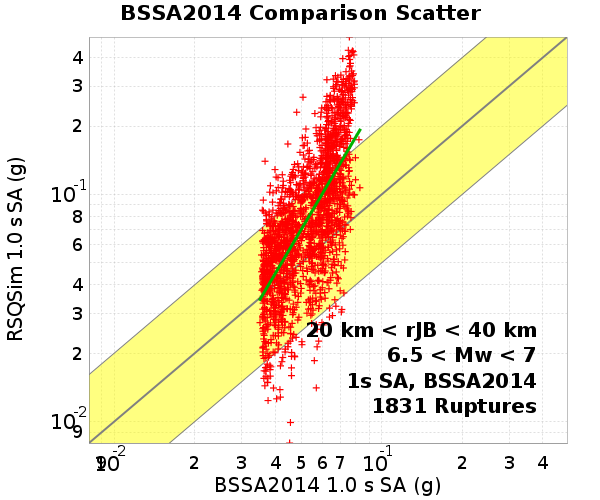 BSSA2014 Comparison Scatter
RSQSim 1.0 s SA (g)
4
3
2
10-1
8
6
4
3
2
10-2
9
20 km < rJB < 40 km
6.5 < Mw < 7
1s SA, BSSA2014
1831 Ruptures
9 10-2 2 3 4 5 6 7 10-1 2 3 4
BSSA2014 1.0 s SA (g)